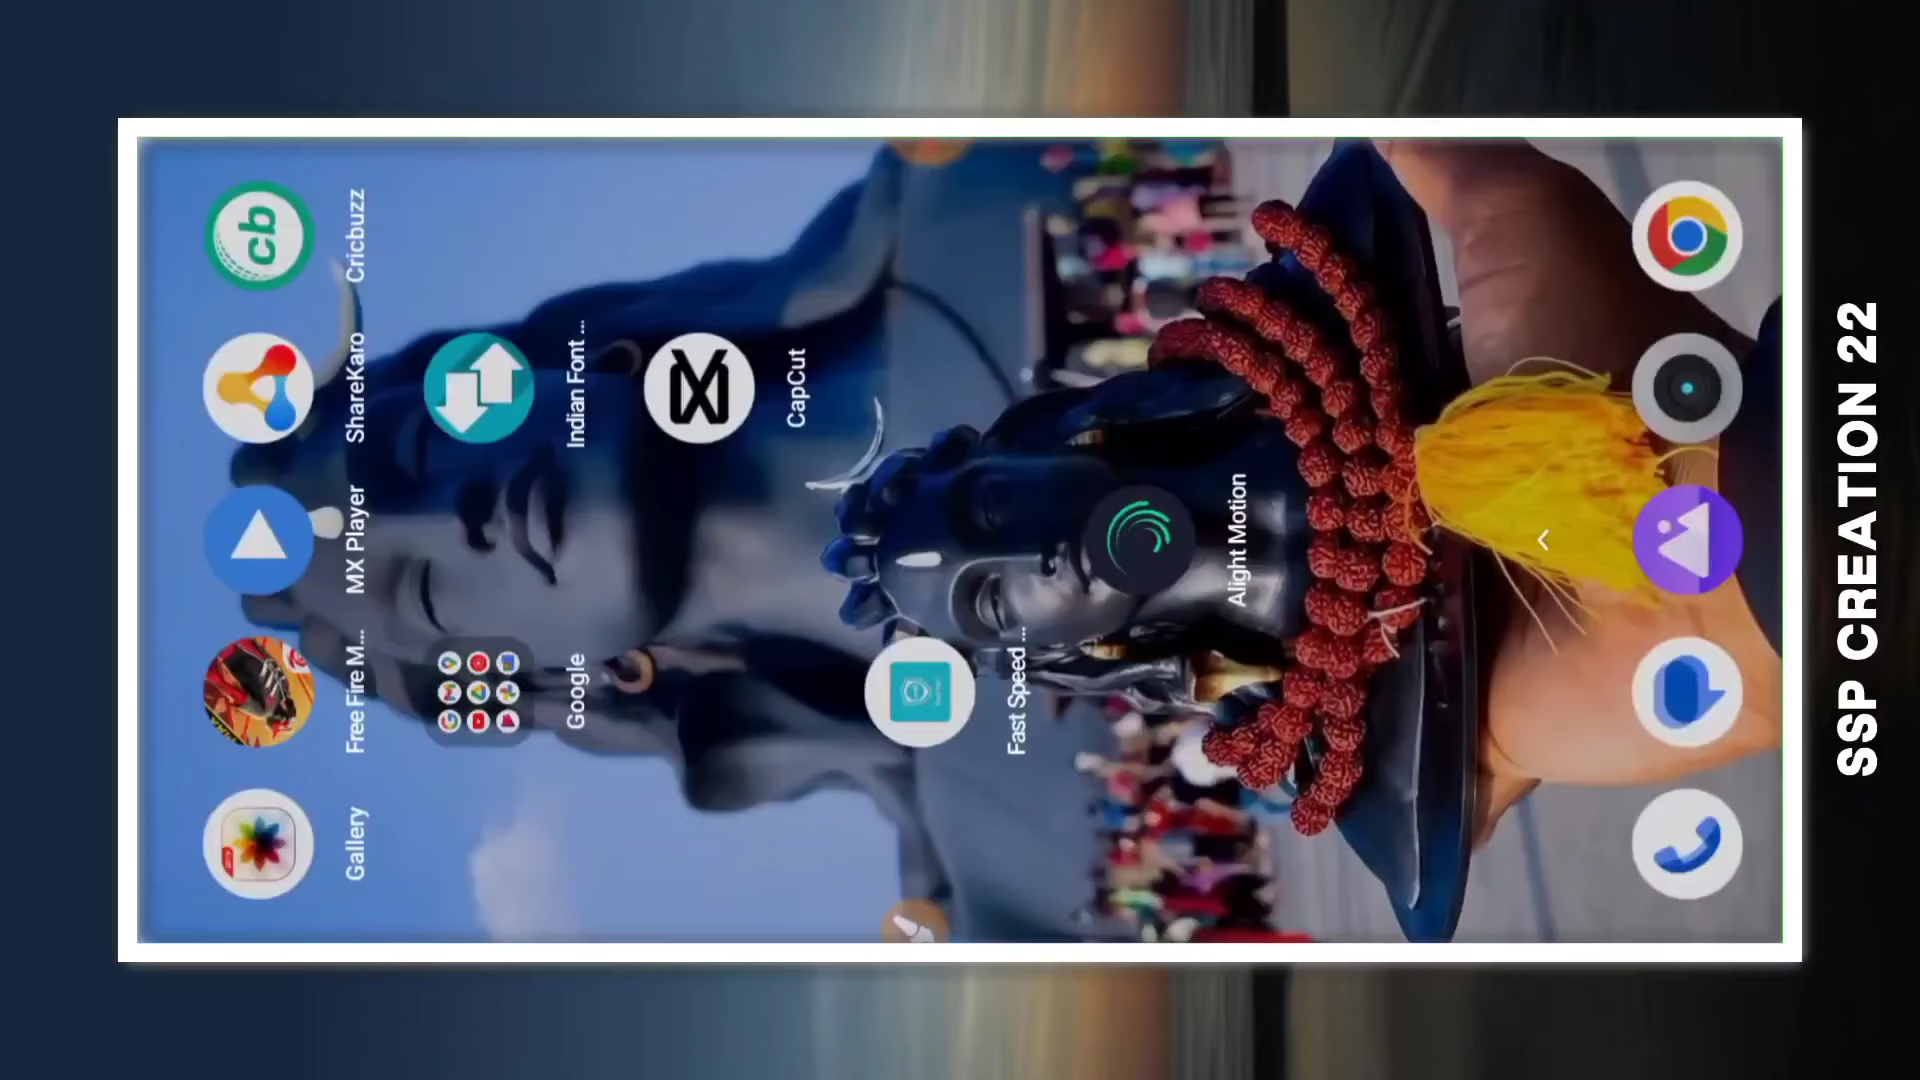 Gallery
Free Fire M...
MX Player
ShareKaro
Cricbuzz
Google
Indian Font ...
CapCut
Fast Speed ...
Alight Motion
SSP CREATION 22
cb